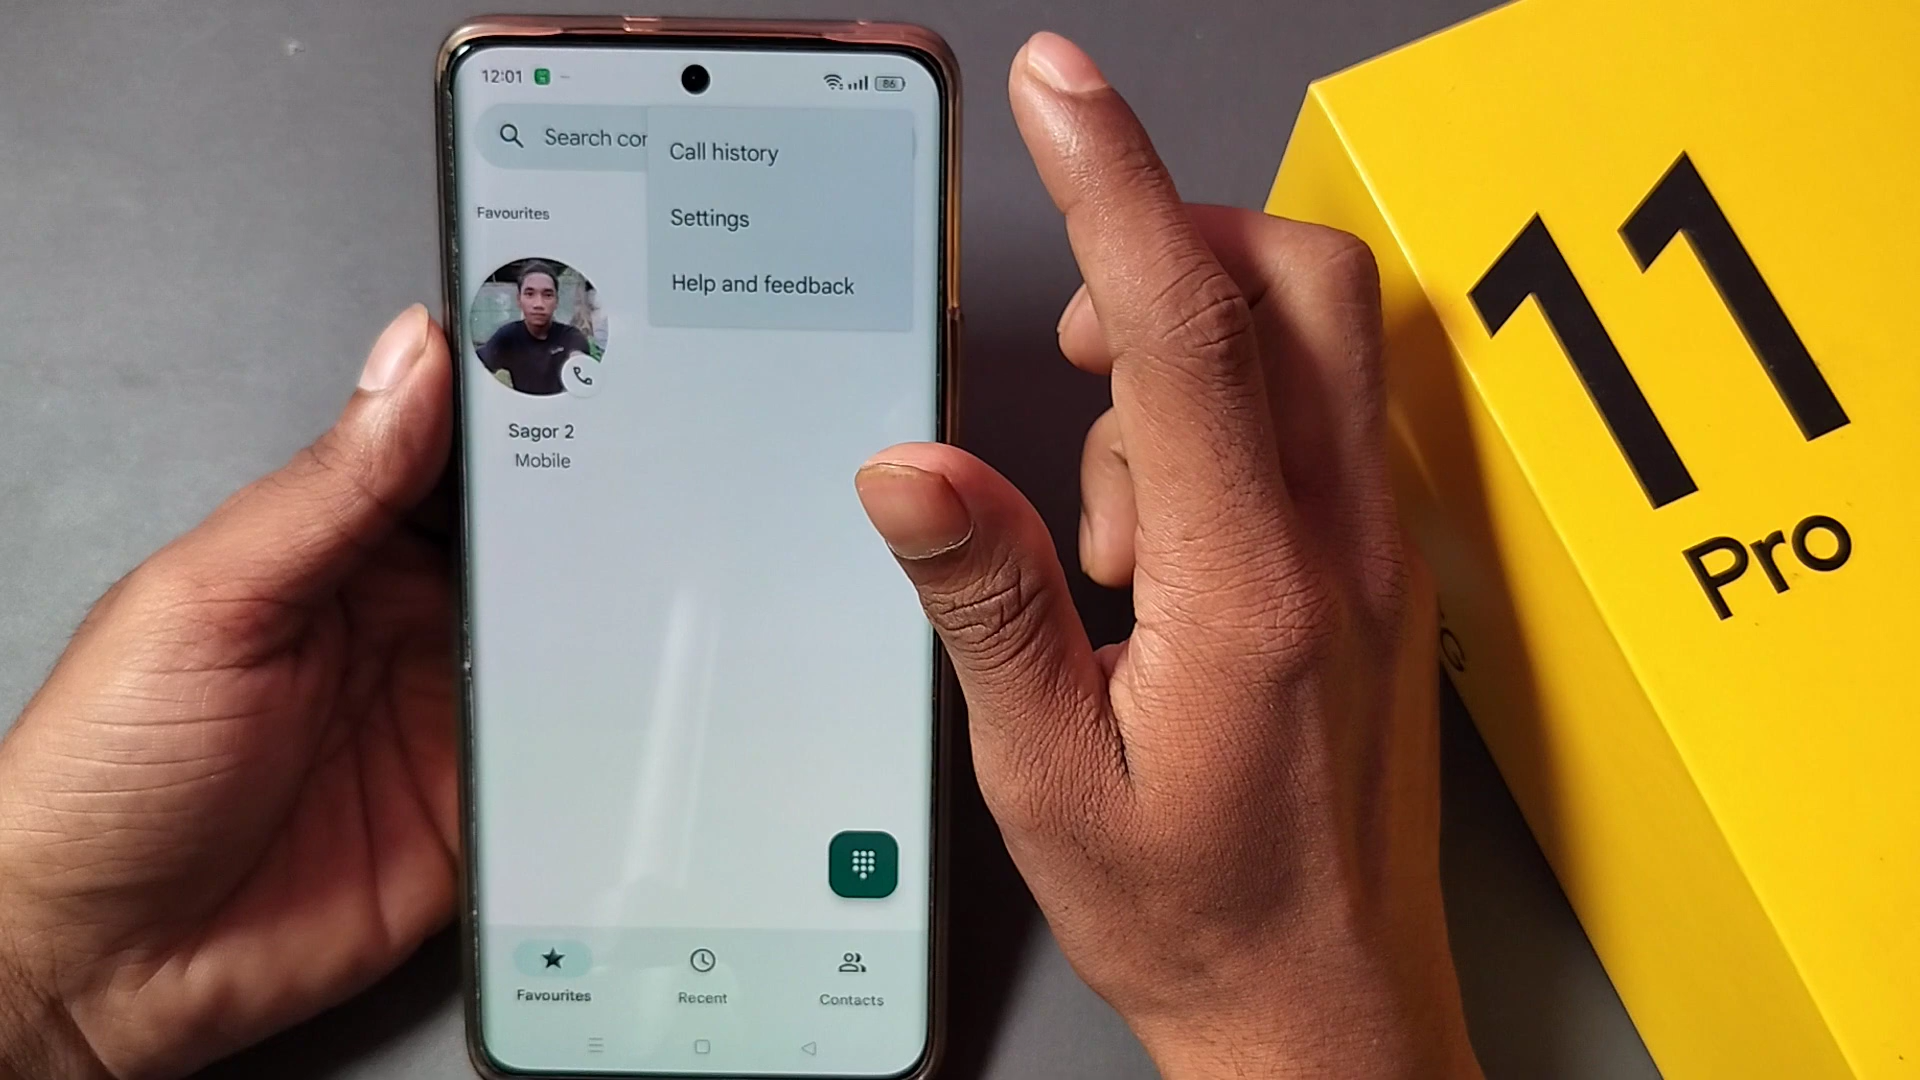 12:01
86
Search cor
Call history
Settings
Help and feedback
Favourites
Sagor 2
Mobile
Favourites
Recent
Contacts
11
Pro